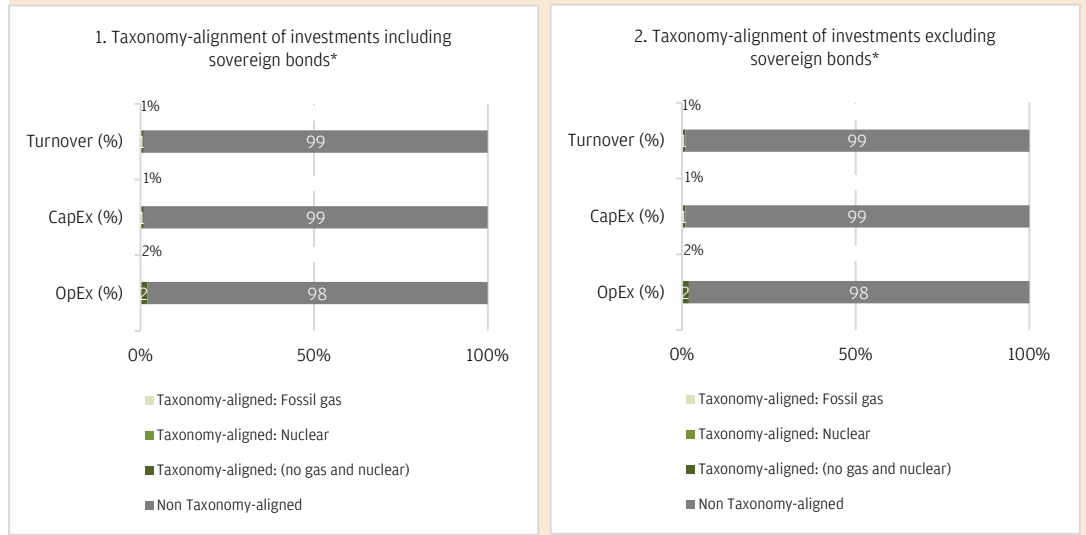 1. Taxonomy-alignment of investments including
sovereign bonds*
1%
Turnover (%)
1
99
1%
CapEx (%)
1
99
2%
OpEx (%)
2
98
0%
50%
100%
Taxonomy-aligned: Fossil gas
Taxonomy-aligned: Nuclear
Taxonomy-aligned: (no gas and nuclear)
Non Taxonomy-aligned
2. Taxonomy-alignment of investments excluding
sovereign bonds*
1%
Turnover (%)
1
99
1%
CapEx (%)
1
99
2%
OpEx (%)
2
98
0%
50%
100%
Taxonomy-aligned: Fossil gas
Taxonomy-aligned: Nuclear
Taxonomy-aligned: (no gas and nuclear)
Non Taxonomy-aligned